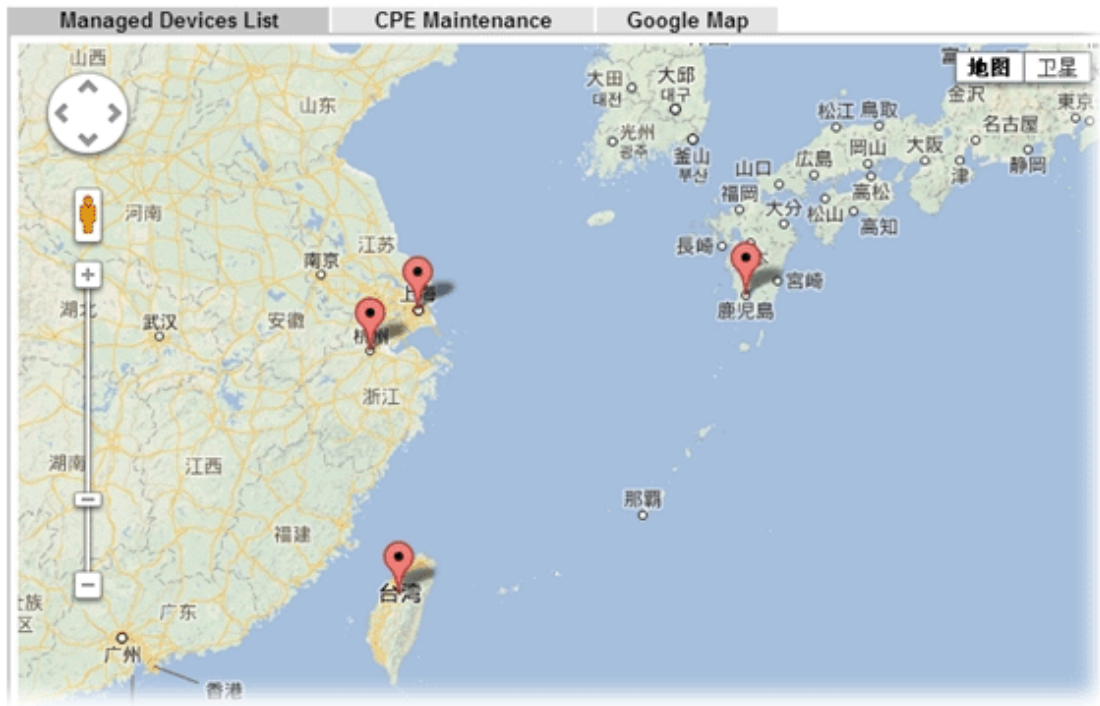 Managed Devices List
CPE Maintenance
Google Map
地图
卫星
山西
山东
河南
江苏
南京
上海
湖北
武汉
安徽
杭州
浙江
湖南
江西
福建
台湾
广东
广州
香港
族
区
大田
대전
大邱
대구
光州
광주
釜山
부산
松江
鳥取
金沢
東京
名古屋
静岡
津
大阪
岡山
広島
山口
高松
福岡
大分
松山
高知
長崎
宮崎
鹿児島
那覇